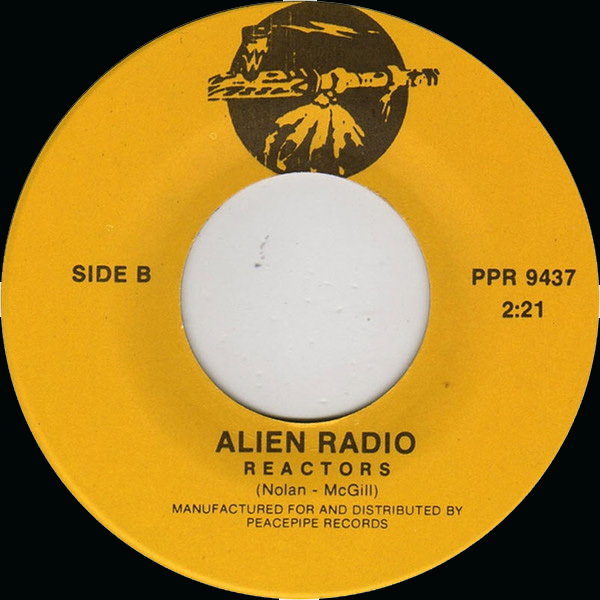 SIDE B
PPR 9437
2:21
ALIEN RADIO
REACTORS
(Nolan - McGill)
MANUFACTURED FOR AND DISTRIBUTED BY
PEACEPIPE RECORDS